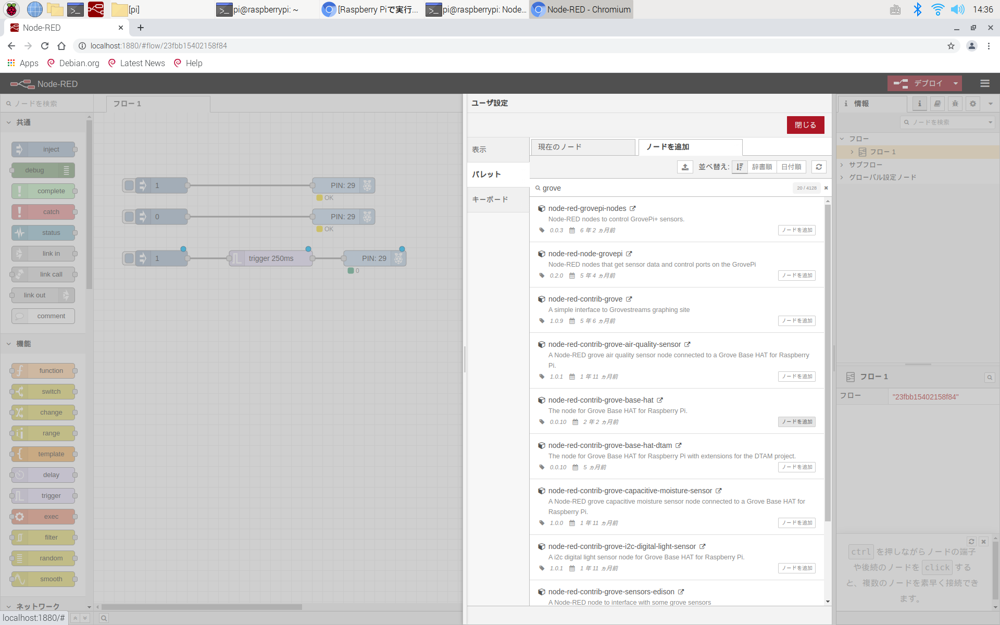 [pi]
pi@raspberrypi: ~
[Raspberry Piで実行...
pi@raspberrypi: Node...
Node-RED - Chromium
14:36
Node-RED
localhost:1880/#flow/23fbb15402158f84
Apps
Debian.org
Latest News
Help
Node-RED
デプロイ
ノードを検索
共通
inject
debug
complete
catch
status
link in
link call
link out
comment
機能
function
switch
change
range
template
delay
trigger
exec
filter
random
smooth
ネットワーク
localhost:1880/#
フロー 1
1
PIN: 29
OK
0
PIN: 29
OK
1
trigger 250ms
PIN: 29
0
ユーザ設定
閉じる
表示
パレット
キーボード
現在のノード
ノードを追加
並べ替え:
辞書順
日付順
grove
20 / 4128
node-red-grovepi-nodes
Node-RED nodes to control GrovePi+ sensors.
0.0.3 6 年 2 ヵ月前
ノードを追加
node-red-node-grovepi
Node-RED nodes that get sensor data and control ports on the GrovePi
0.2.0 5 年 4 ヵ月前
ノードを追加
node-red-contrib-grove
A simple interface to Grovestreams graphing site
1.0.9 5 年 6 ヵ月前
ノードを追加
node-red-contrib-grove-air-quality-sensor
A Node-RED grove air quality sensor node connected to a Grove Base HAT for Raspberry
Pi.
1.0.1 1 年 11 ヵ月前
ノードを追加
node-red-contrib-grove-base-hat
The node for Grove Base HAT for Raspberry Pi.
0.0.10 2 年 2 ヵ月前
ノードを追加
node-red-contrib-grove-base-hat-dtam
The node for Grove Base HAT for Raspberry Pi with extensions for the DTAM project.
0.0.10 5 ヵ月前
ノードを追加
node-red-contrib-grove-capacitive-moisture-sensor
A Node-RED grove capacitive moisture sensor node connected to a Grove Base HAT for
Raspberry Pi.
1.0.0 1 年 11 ヵ月前
ノードを追加
node-red-contrib-grove-i2c-digital-light-sensor
A i2c digital light sensor node for Grove Base HAT for Raspberry Pi.
1.0.1 1 年 11 ヵ月前
ノードを追加
node-red-contrib-grove-sensors-edison
A Node-RED node to interface with some grove sensors
情報
ノードを検索
フロー
フロー 1
サブフロー
グローバル設定ノード
フロー 1
フロー
"23fbb15402158f84"
ctrl を押しながらノードの端子
や後続のノードを click する
と、複数のノードを素早く接続でき
ます。